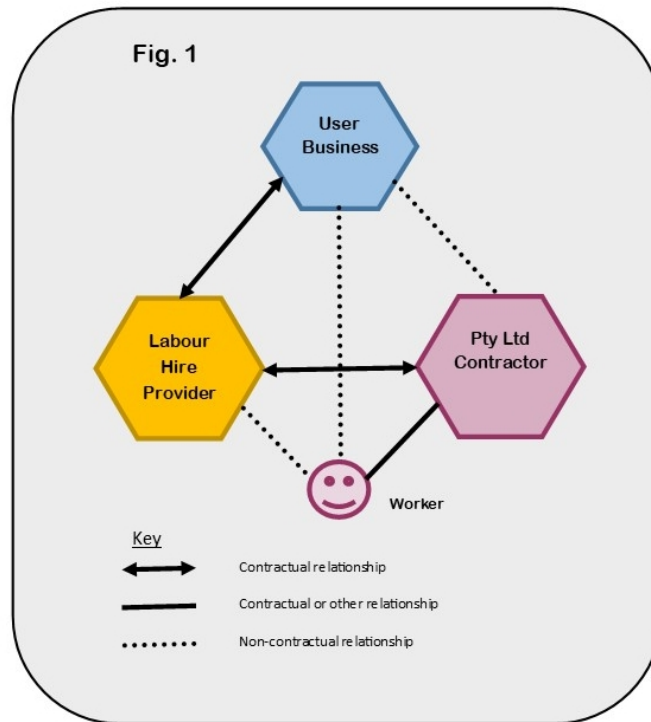 Fig. 1
User
Business
Labour
Hire
Provider
Pty Ltd
Contractor
Worker
Key
Contractual relationship
Contractual or other relationship
Non-contractual relationship